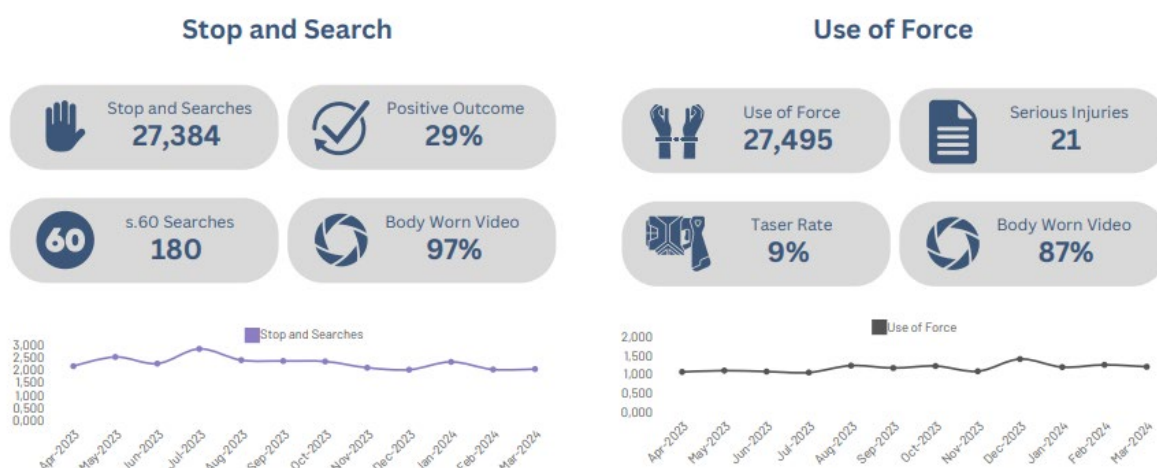 Stop and Search
Stop and Searches
27,384
Positive Outcome
29%
60
s.60 Searches
180
Body Worn Video
97%
Stop and Searches
3,000
2,500
2,000
1,500
1,000
0,500
0,000
Apr-2023
May-2023
Jun-2023
Jul-2023
Aug-2023
Sep-2023
Oct-2023
Nov-2023
Dec-2023
Jan-2024
Feb-2024
Mar-2024
Use of Force
Use of Force
27,495
Serious Injuries
21
Taser Rate
9%
Body Worn Video
87%
Use of Force
2,000
1,500
1,000
0,500
0,000
Apr-2023
May-2023
Jun-2023
Jul-2023
Aug-2023
Sep-2023
Oct-2023
Nov-2023
Dec-2023
Jan-2024
Feb-2024
Mar-2024